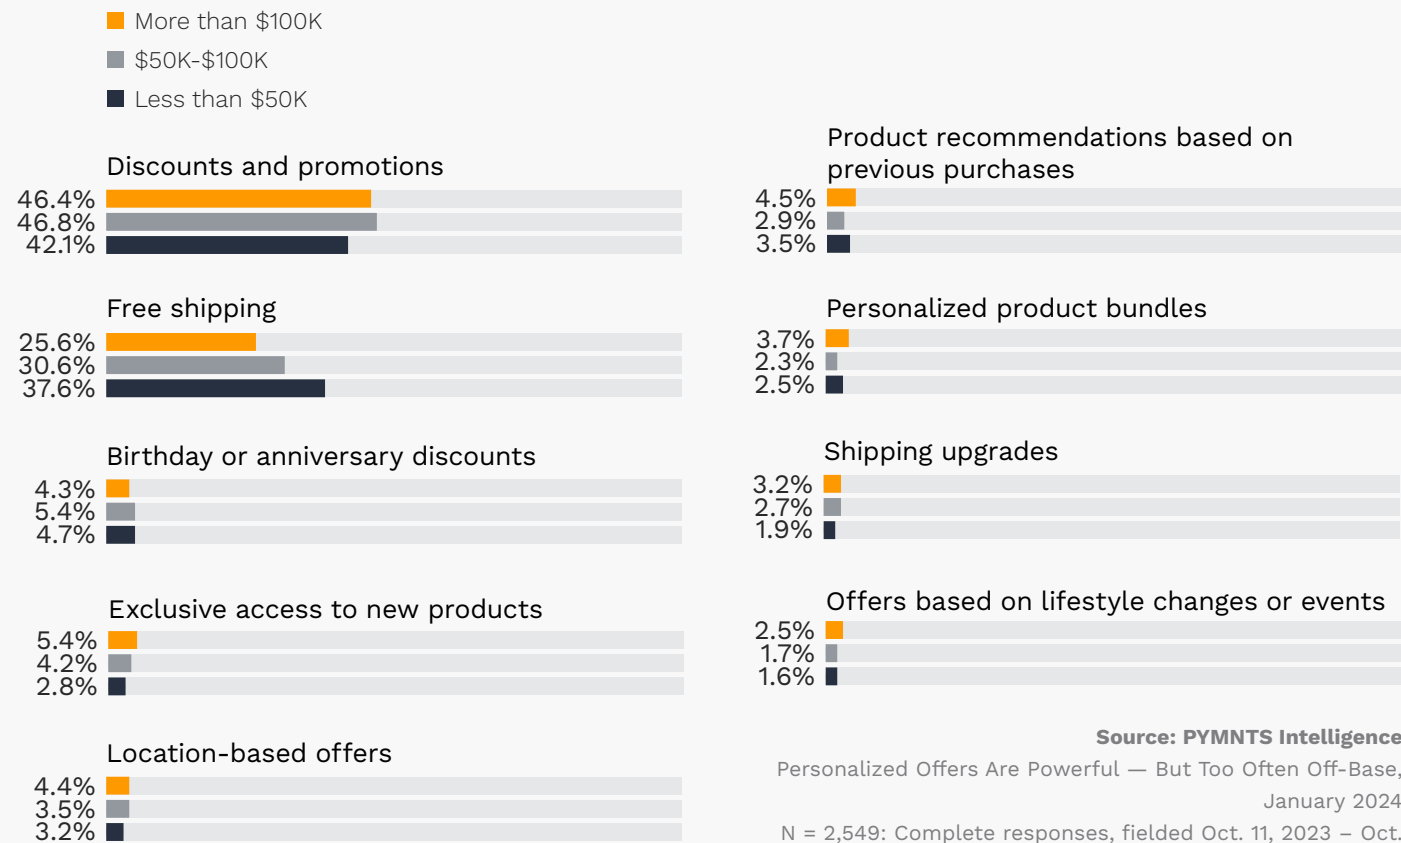 More than $100K
$50K-$100K
Less than $50K
Discounts and promotions
46.4%
46.8%
42.1%
Free shipping
25.6%
30.6%
37.6%
Birthday or anniversary discounts
4.3%
5.4%
4.7%
Exclusive access to new products
5.4%
4.2%
2.8%
Location-based offers
4.4%
3.5%
3.2%
Product recommendations based on
previous purchases
4.5%
2.9%
3.5%
Personalized product bundles
3.7%
2.3%
2.5%
Shipping upgrades
3.2%
2.7%
1.9%
Offers based on lifestyle changes or events
2.5%
1.7%
1.6%
Source: PYMNTS Intelligence
Personalized Offers Are Powerful — But Too Often Off-Base,
January 2024
N = 2,549: Complete responses, fielded Oct. 11, 2023 – Oct.